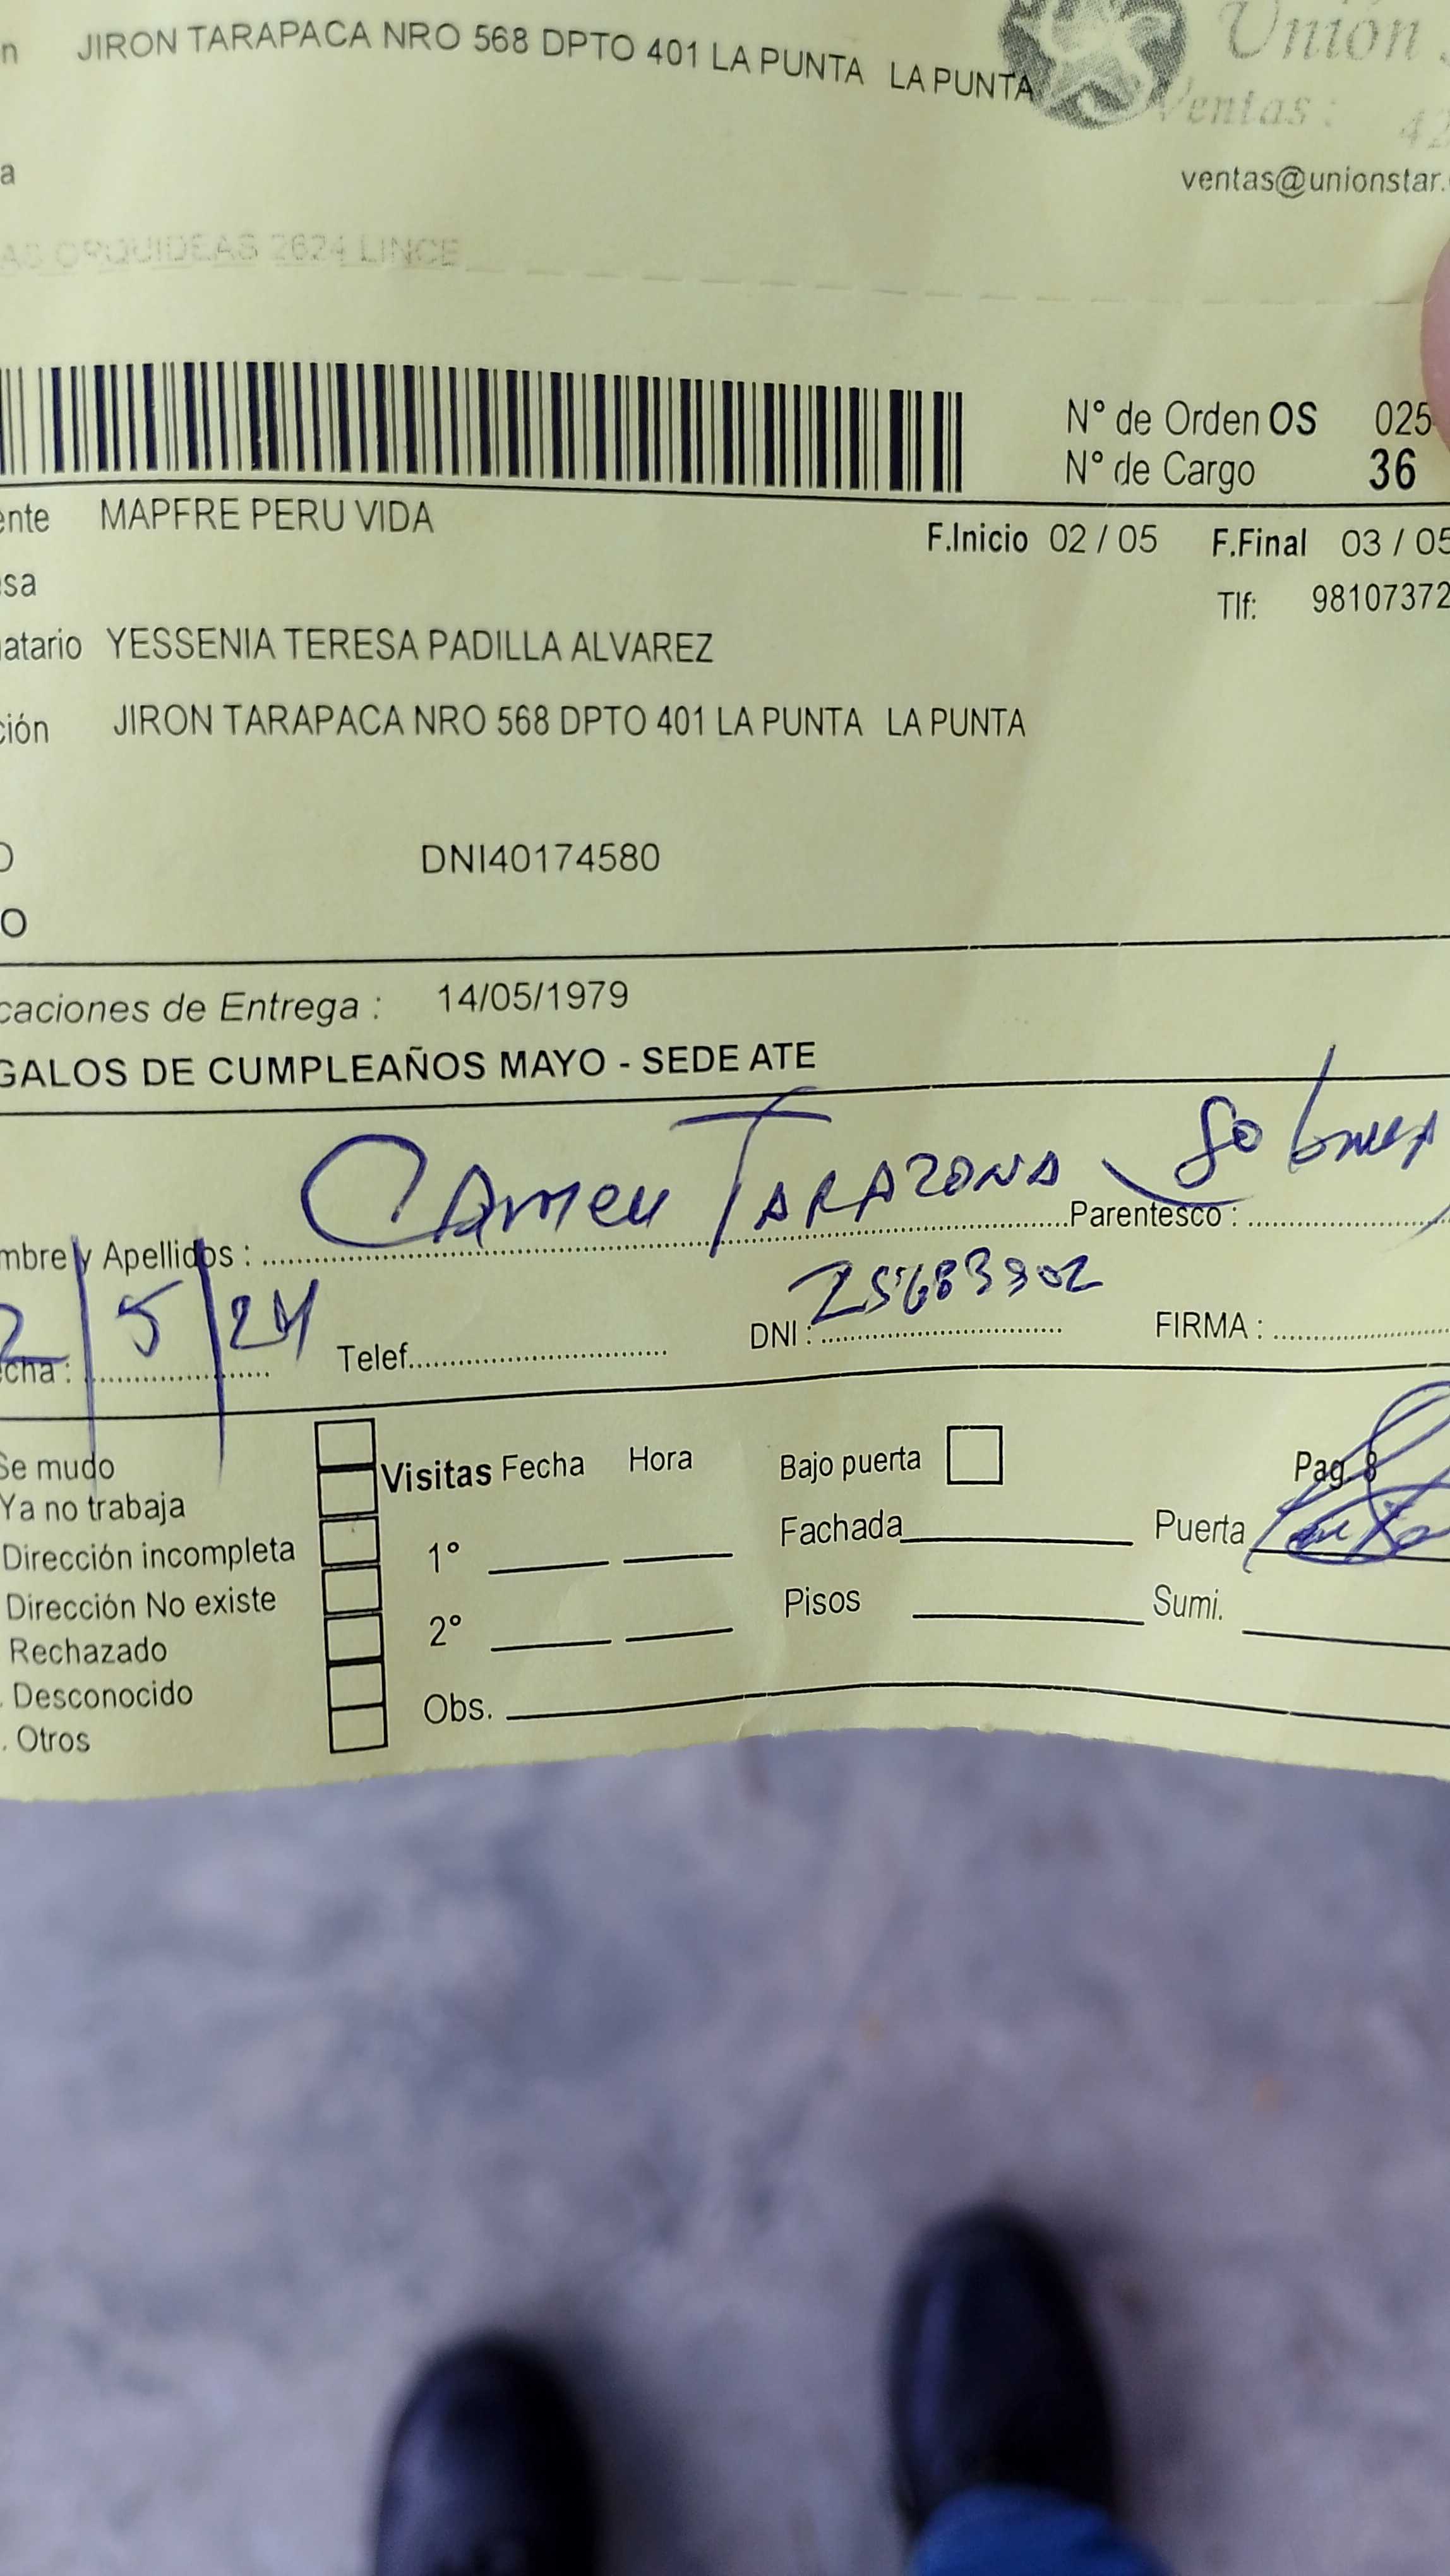 n JIRON TARAPACA NRO 568 DPTO 401 LA PUNTA LA PUNTA
Unión
Ventas : 42
a
ventas@unionstar.
AS ORQUIDEAS 2624 LINCE
N° de Orden OS 025
N° de Cargo 36
ente MAPFRE PERU VIDA
F.Inicio 02 / 05 F.Final 03 / 05
sa
Tlf: 98107372
atario YESSENIA TERESA PADILLA ALVAREZ
ción JIRON TARAPACA NRO 568 DPTO 401 LA PUNTA LA PUNTA
O DNI40174580
O
caciones de Entrega : 14/05/1979
GALOS DE CUMPLEAÑOS MAYO - SEDE ATE
mbre y Apellidos : Carmen Tarazona Parentesco :
echa : 2/5/24 Telef. DNI : 25683902 FIRMA :
Se mudo
Ya no trabaja
Dirección incompleta
Dirección No existe
Rechazado
. Desconocido
. Otros
Visitas Fecha Hora
1°
2°
Obs.
Bajo puerta
Fachada
Pisos
Pag. 8
Puerta
Sumi.